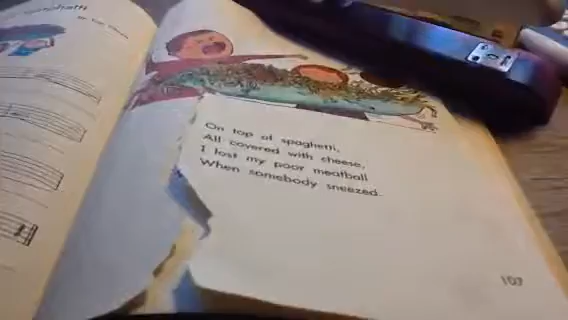 On top of spaghetti,
All covered with cheese,
I lost my poor meatball
When somebody sneezed.
107